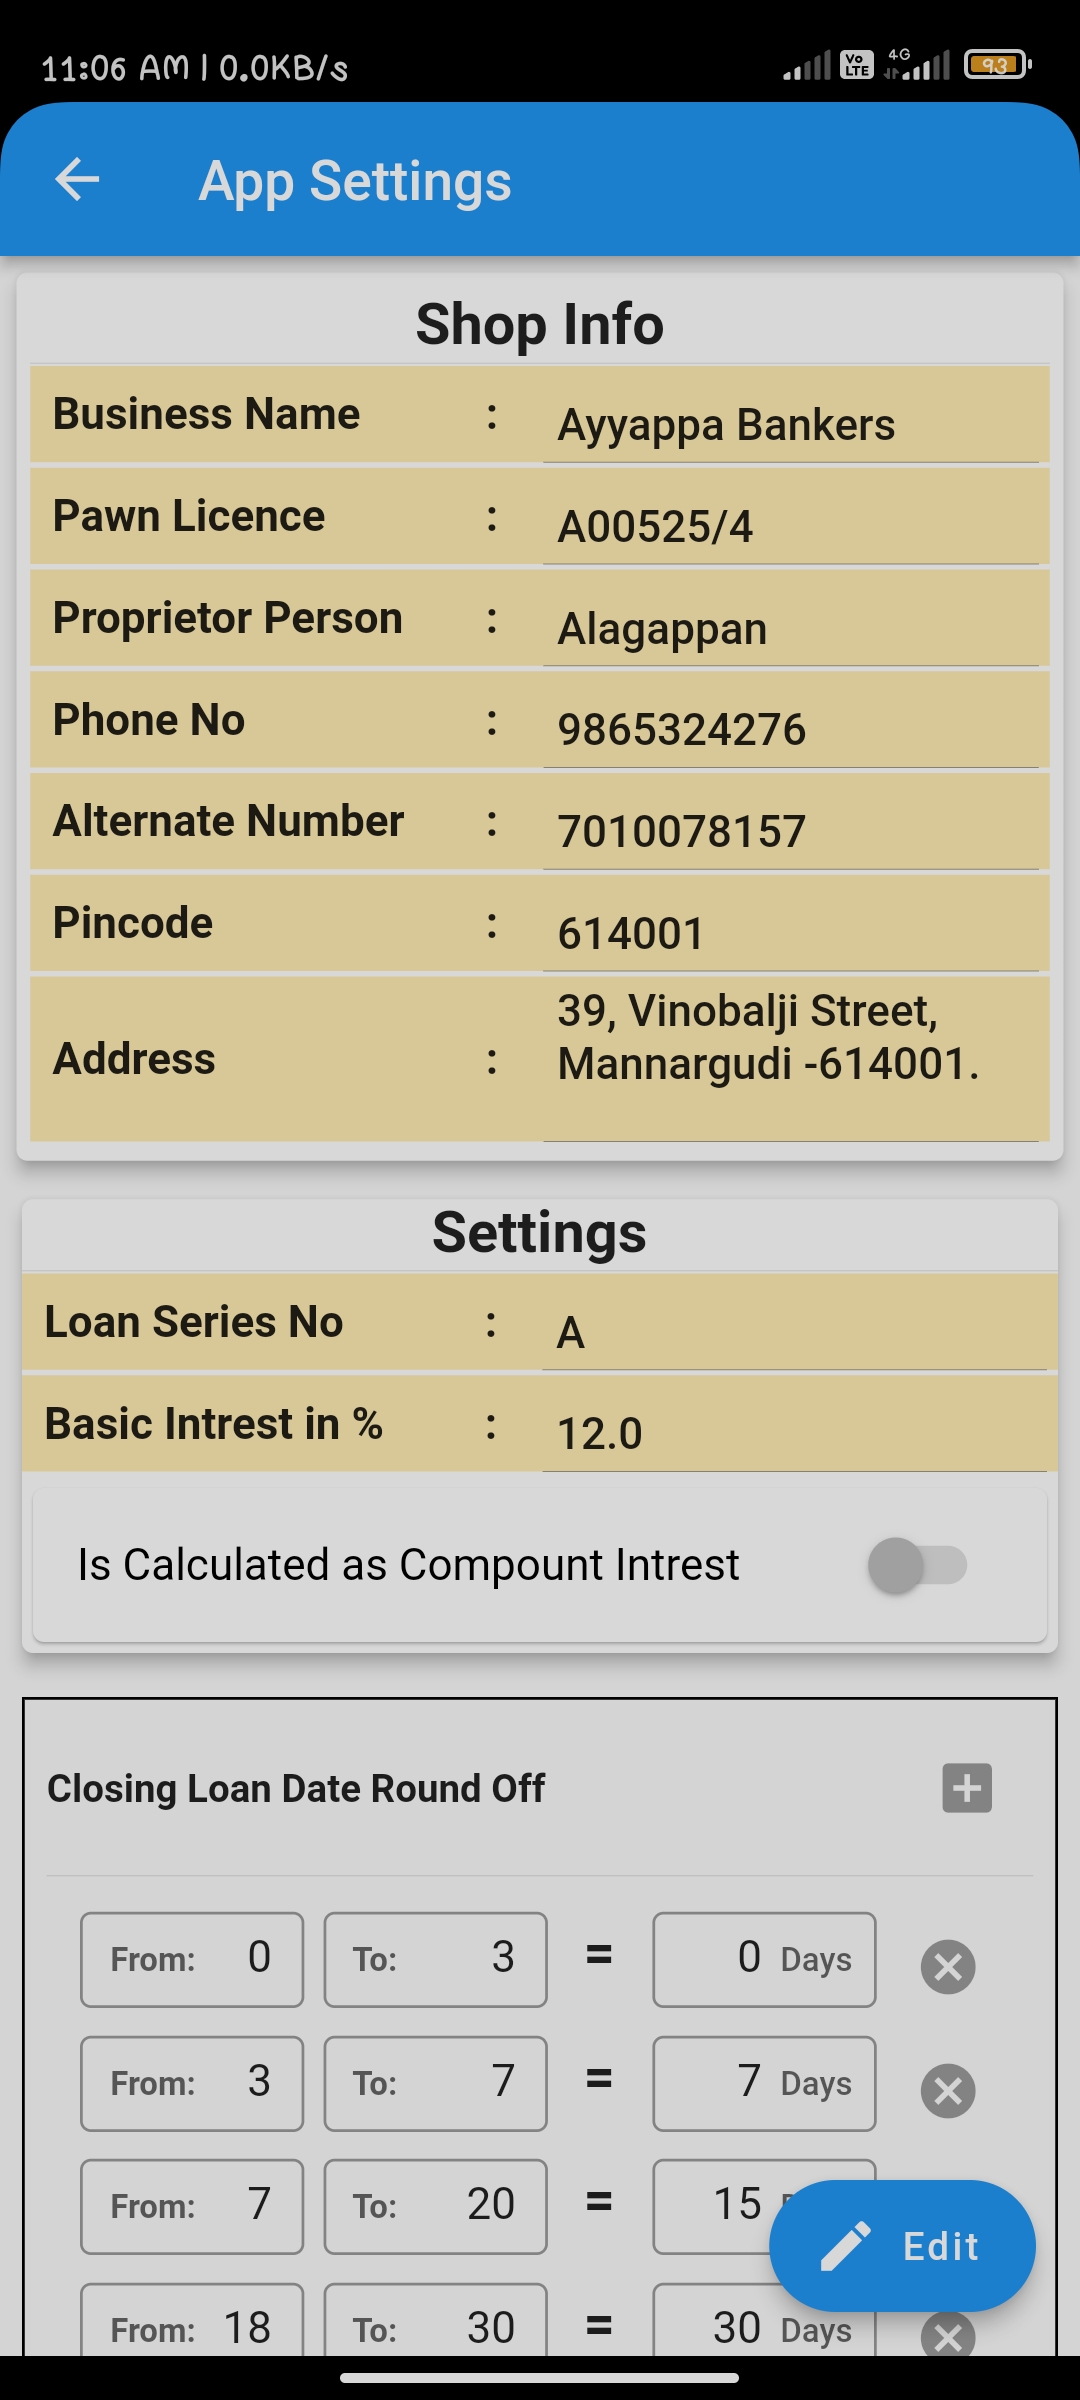 11:06 AM | 0.0KB/s Vo LTE 4G 93
App Settings
Shop Info
Business Name : Ayyappa Bankers
Pawn Licence : A00525/4
Proprietor Person : Alagappan
Phone No : 9865324276
Alternate Number : 7010078157
Pincode : 614001
Address : 39, Vinobalji Street,
Mannargudi -614001.
Settings
Loan Series No : A
Basic Intrest in % : 12.0
Is Calculated as Compount Intrest
Closing Loan Date Round Off
From: 0 To: 3 = 0 Days
From: 3 To: 7 = 7 Days
From: 7 To: 20 = 15
Edit
From: 18 To: 30 = 30 Days